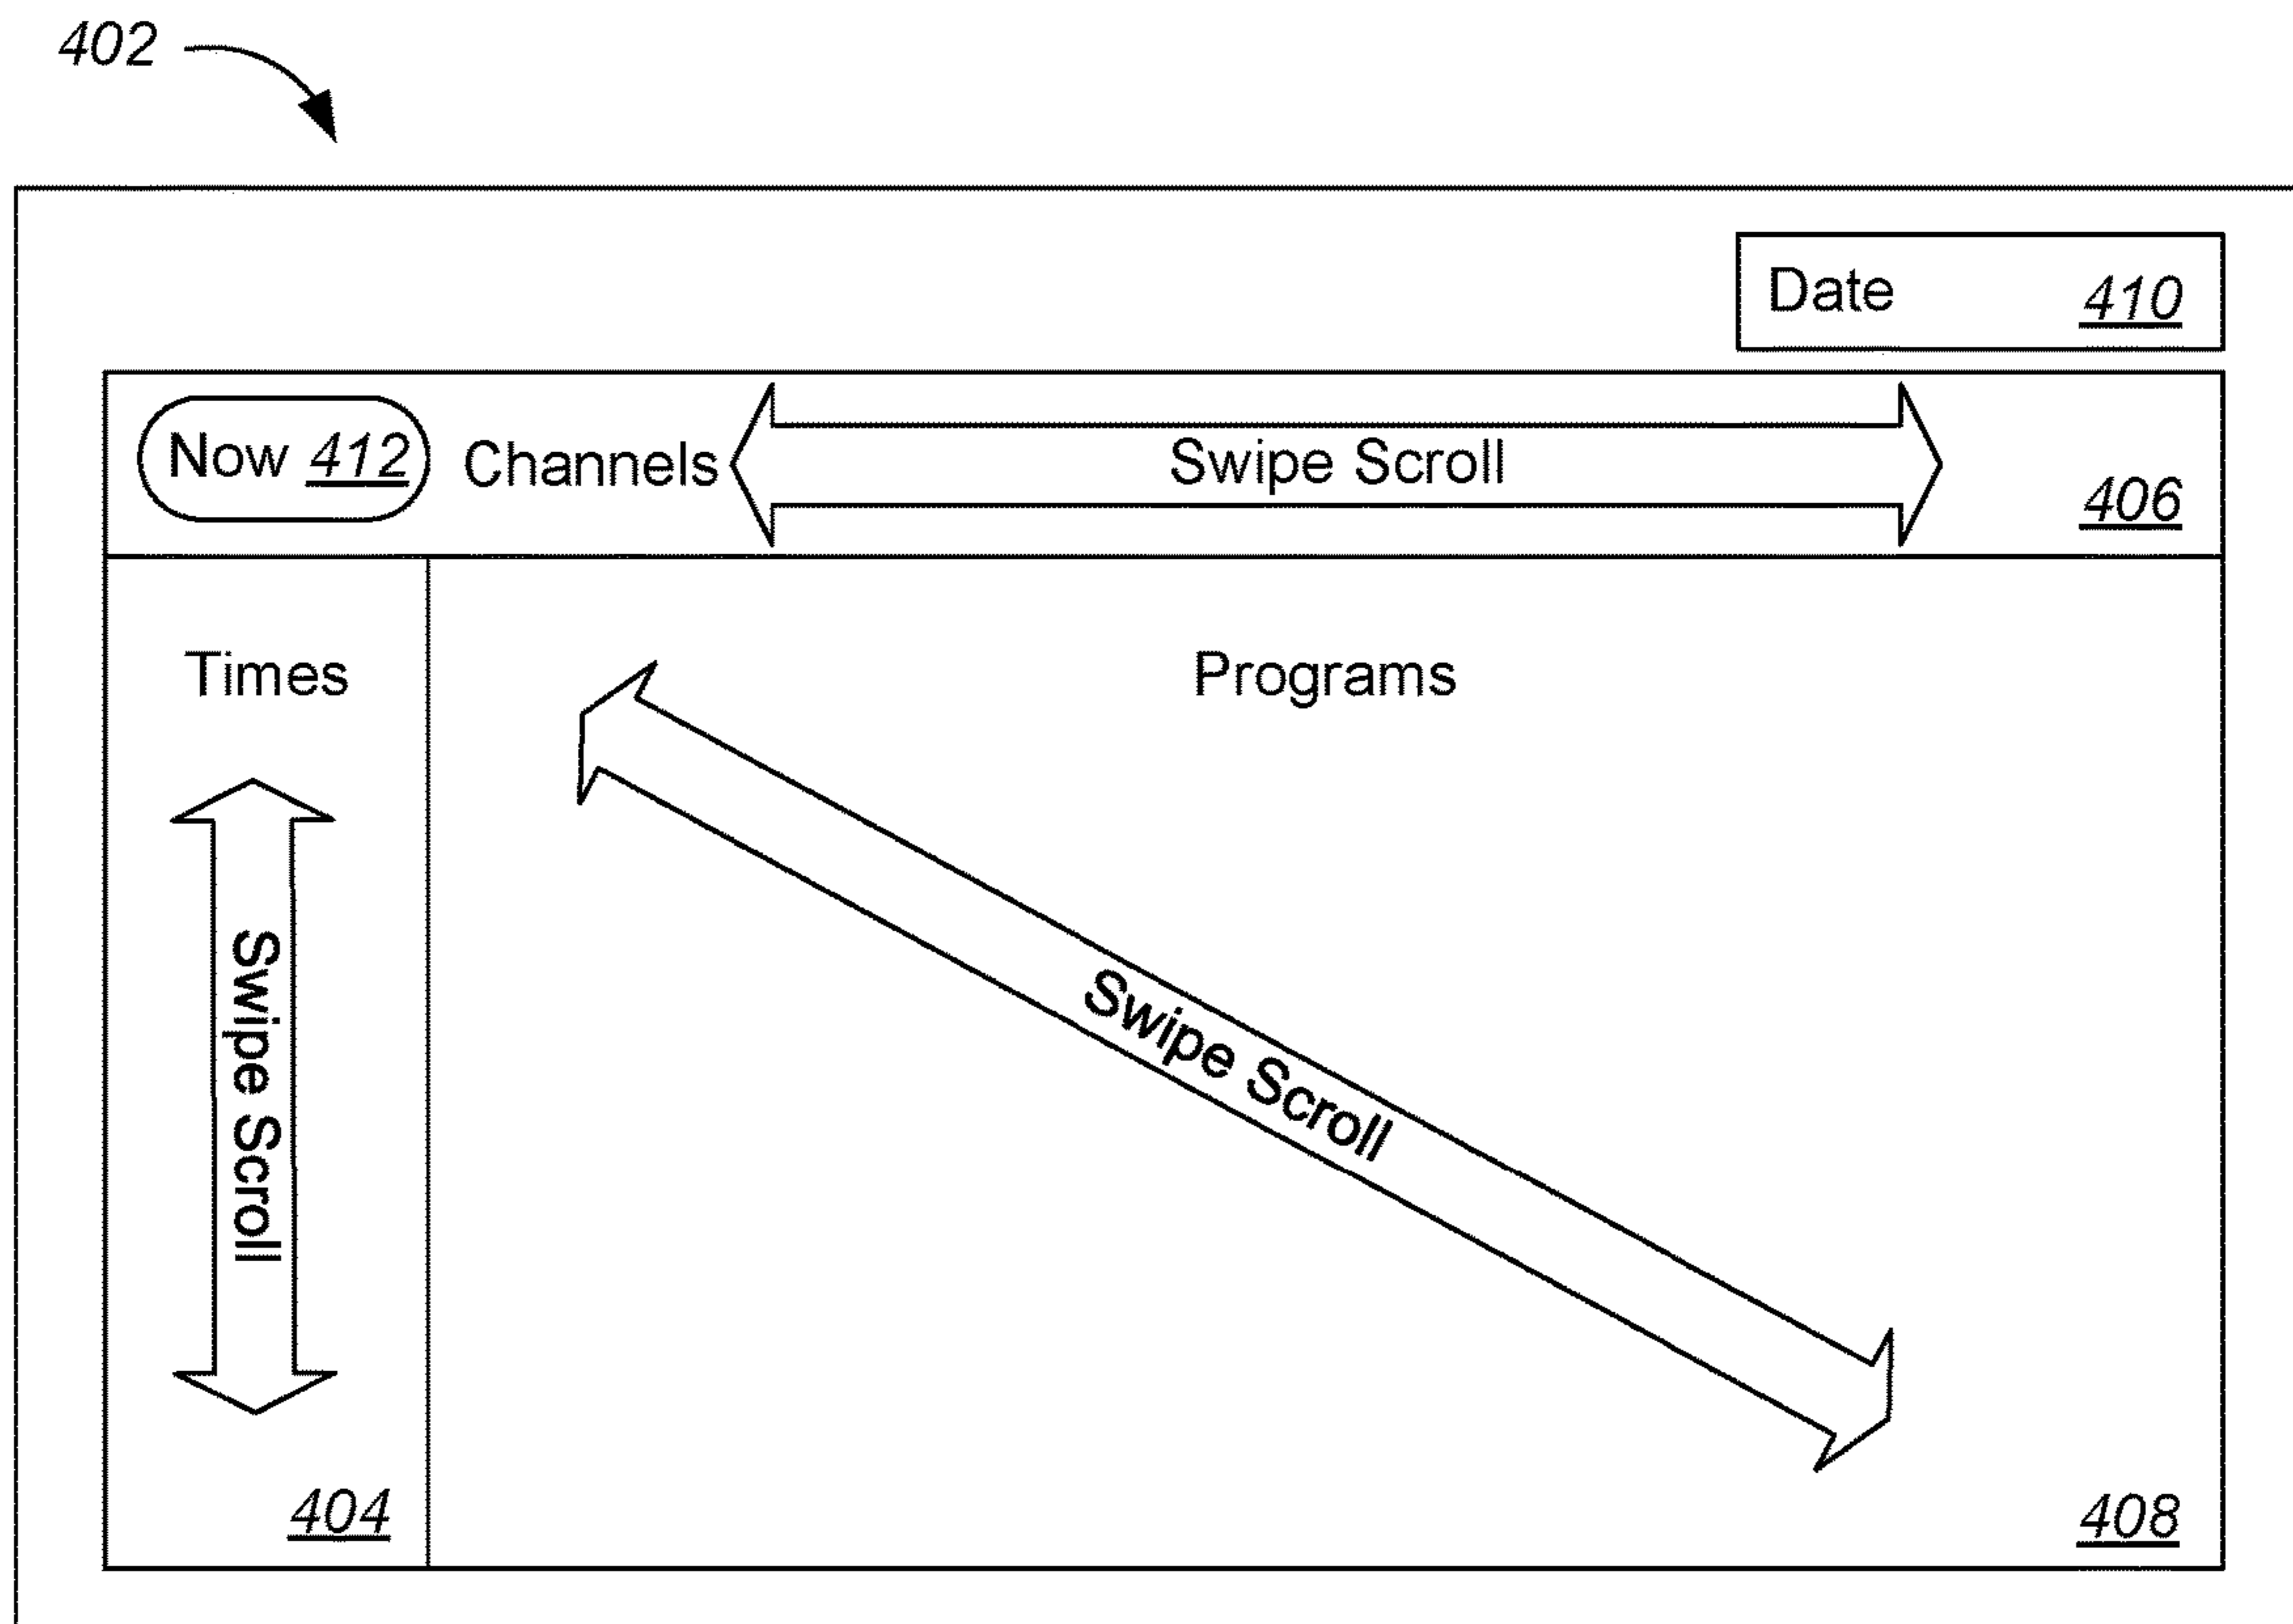 402
Date 410
Now 412 Channels Swipe Scroll 406
Times Programs
Swipe Scroll
Swipe Scroll
404 408